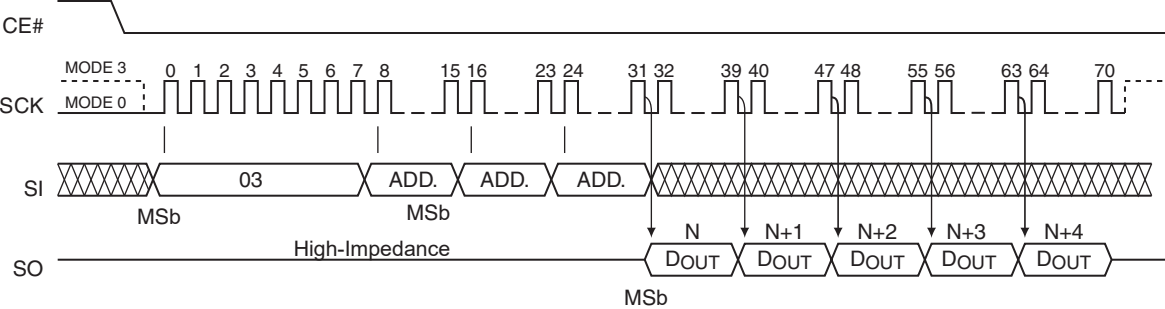 CE#
MODE 3
0 1 2 3 4 5 6 7 8 15 16 23 24 31 32 39 40 47 48 55 56 63 64 70
SCK
MODE 0
SI
03
ADD. ADD. ADD.
MSb
MSb
High-Impedance
N N+1 N+2 N+3 N+4
SO
DOUT DOUT DOUT DOUT DOUT
MSb